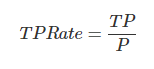 TPRate = TP / P